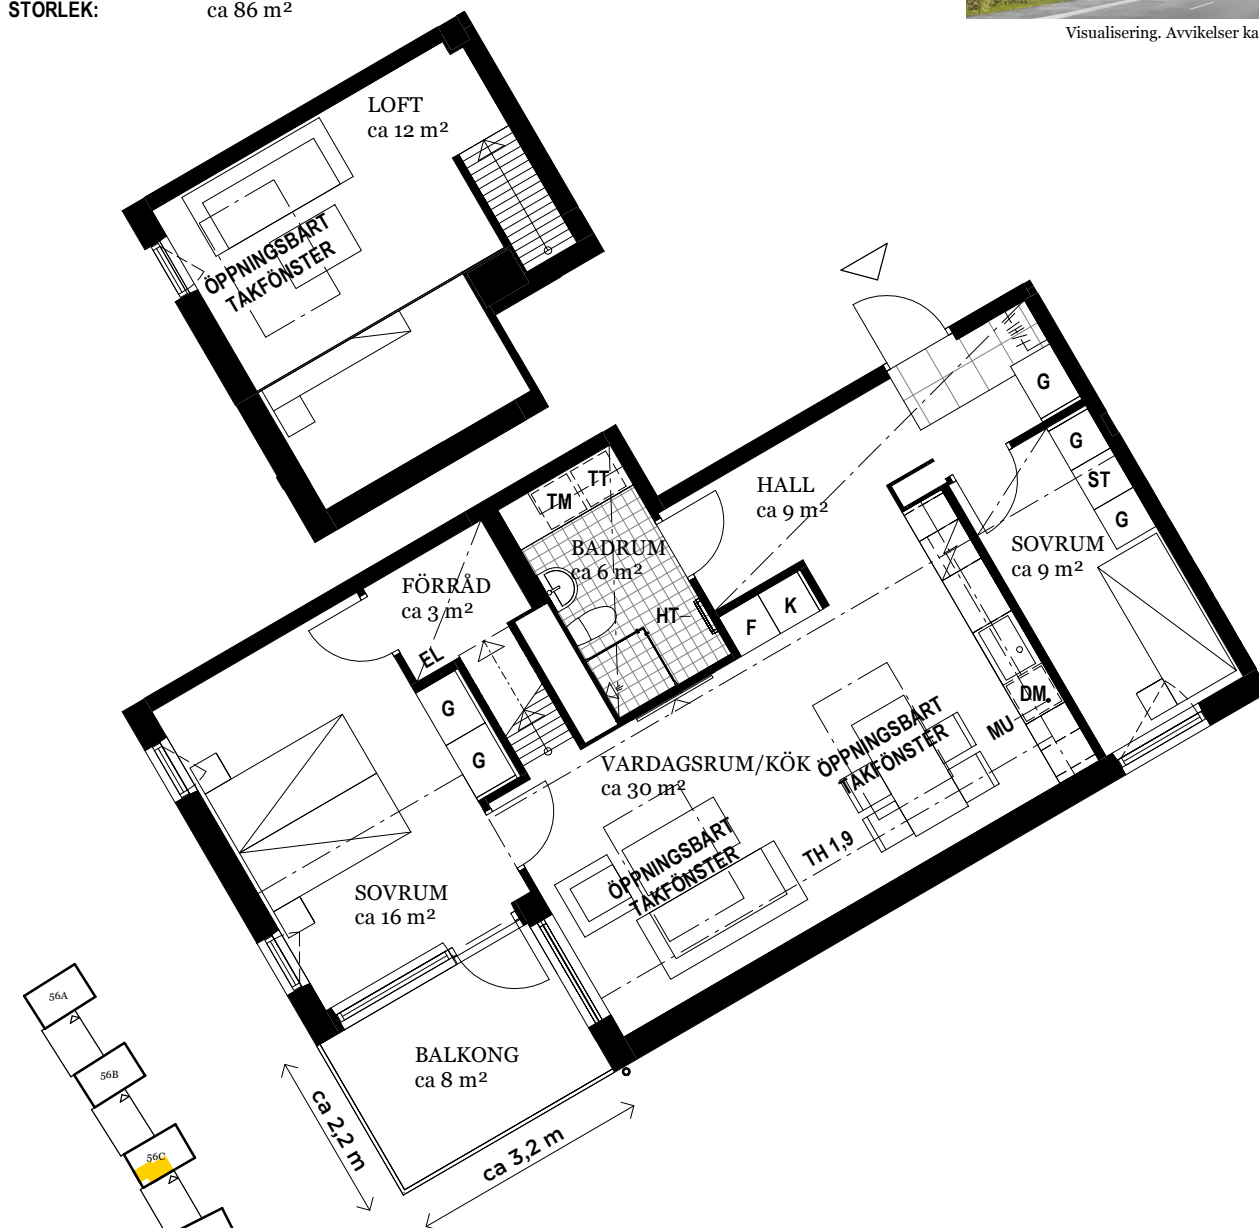 STORLEK: ca 86 m²
Visualisering. Avvikelser ka
LOFT
ca 12 m²
ÖPPNINGSBART
TAKFÖNSTER
G
G
ST
G
TT
TM
HALL
ca 9 m²
SOVRUM
ca 9 m²
BADRUM
ca 6 m²
FÖRRÅD
ca 3 m²
HT
F
K
EL
G
G
DM
MU
VARDAGSRUM/KÖK
ca 30 m²
ÖPPNINGSBART
TAKFÖNSTER
ÖPPNINGSBART
TAKFÖNSTER
TH 1,9
SOVRUM
ca 16 m²
BALKONG
ca 8 m²
ca 2,2 m
ca 3,2 m
56A
56B
56C